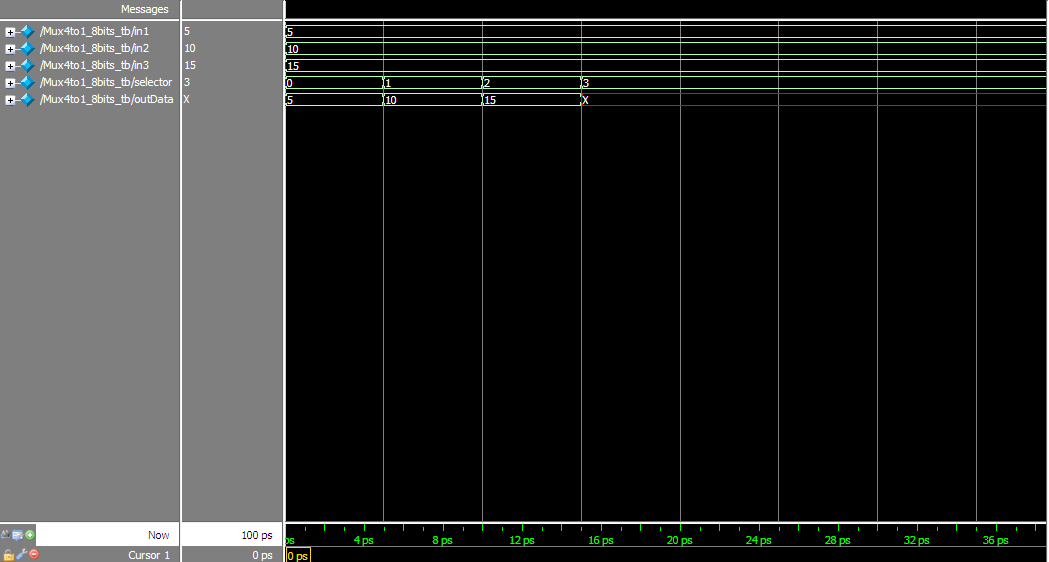 Messages
/Mux4to1_8bits_tb/in1 5 5
/Mux4to1_8bits_tb/in2 10 10
/Mux4to1_8bits_tb/in3 15 15
/Mux4to1_8bits_tb/selector 3 0 1 2 3
/Mux4to1_8bits_tb/outData X 5 10 15 X
Now 100 ps ps 4 ps 8 ps 12 ps 16 ps 20 ps 24 ps 28 ps 32 ps 36 ps
Cursor 1 0 ps 0 ps